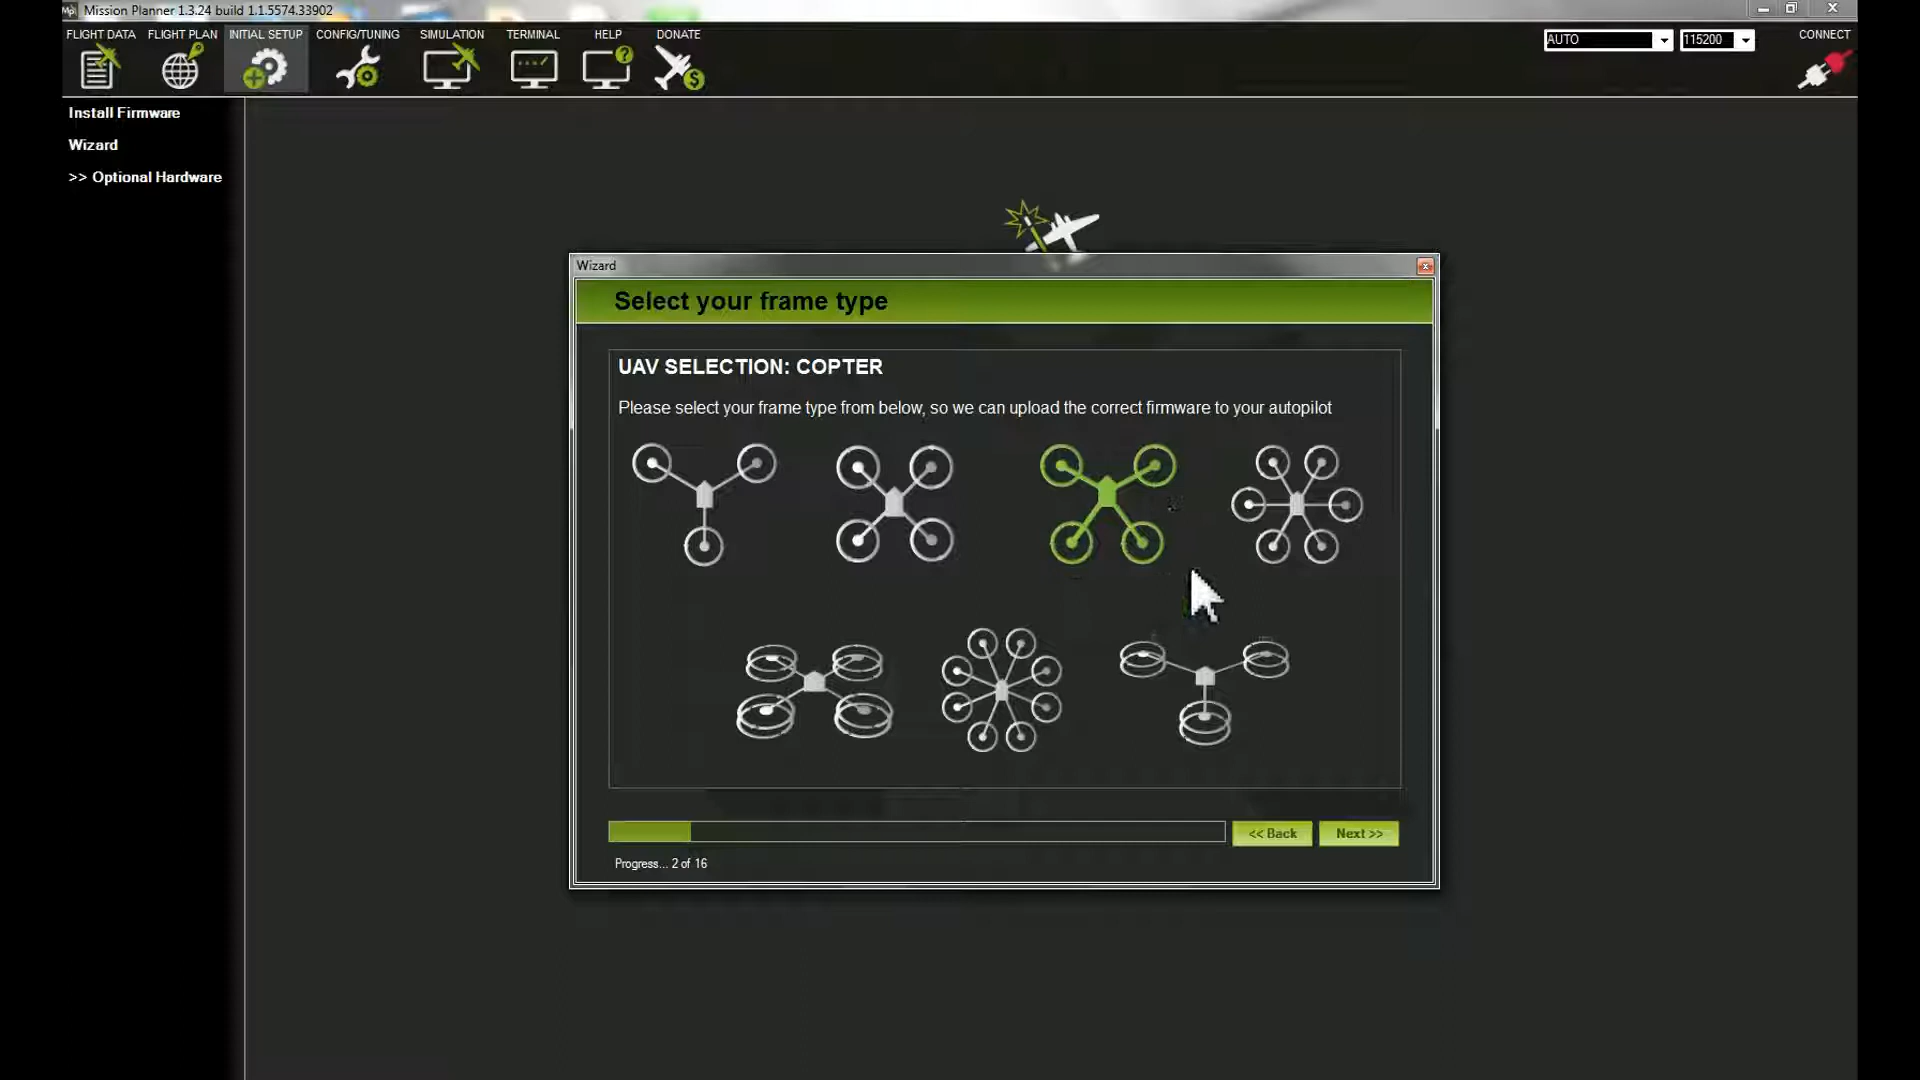 Mission Planner 1.3.24 build 1.1.5574.33902
FLIGHT DATA FLIGHT PLAN INITIAL SETUP CONFIG/TUNING SIMULATION TERMINAL HELP DONATE
AUTO 115200 CONNECT
Install Firmware
Wizard
>> Optional Hardware
Wizard
Select your frame type
UAV SELECTION: COPTER
Please select your frame type from below, so we can upload the correct firmware to your autopilot
<< Back Next >>
Progress... 2 of 16